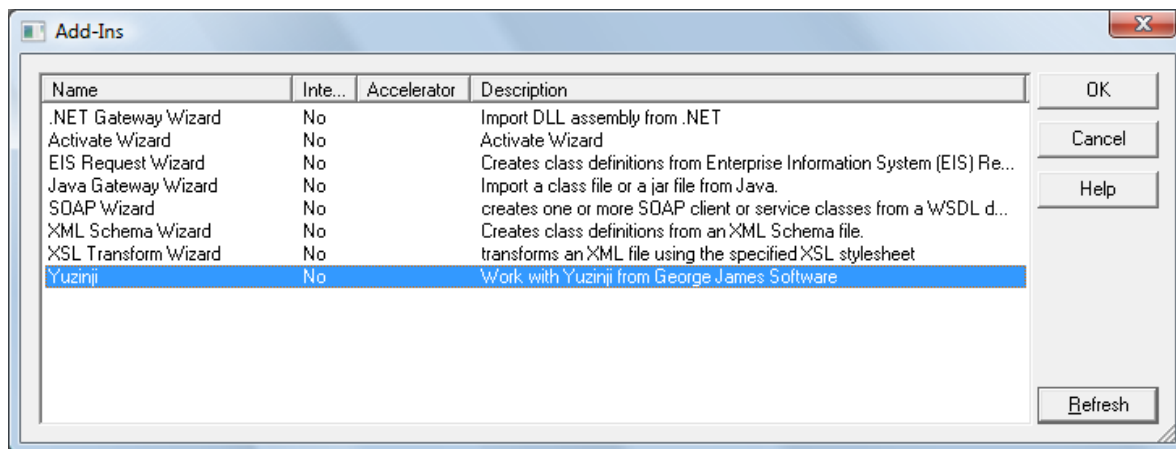 Add-Ins
Name Inte... Accelerator Description
.NET Gateway Wizard No Import DLL assembly from .NET
Activate Wizard No Activate Wizard
EIS Request Wizard No Creates class definitions from Enterprise Information System (EIS) Re...
Java Gateway Wizard No Import a class file or a jar file from Java.
SOAP Wizard No creates one or more SOAP client or service classes from a WSDL d...
XML Schema Wizard No Creates class definitions from an XML Schema file.
XSL Transform Wizard No transforms an XML file using the specified XSL stylesheet
Yuzinji No Work with Yuzinji from George James Software
OK
Cancel
Help
Refresh